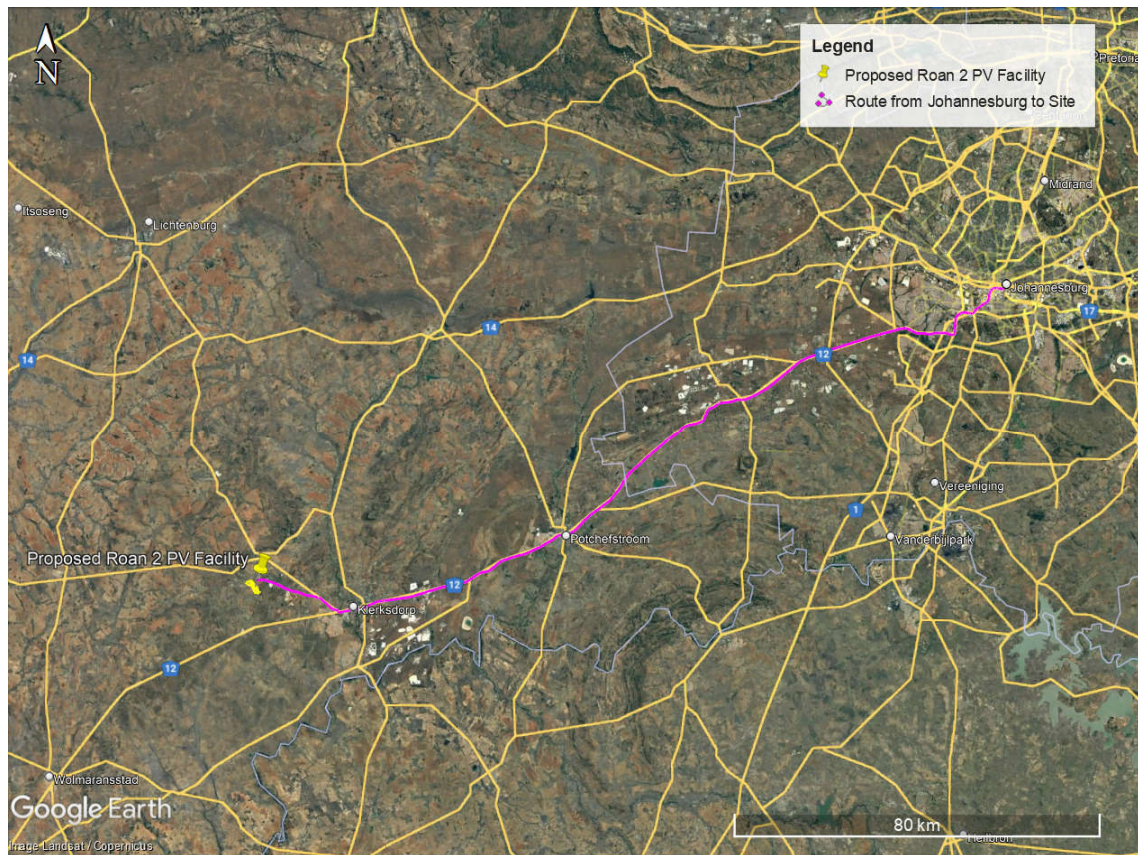 N
Legend
Proposed Roan 2 PV Facility
Route from Johannesburg to Site
Midrand
Itsoseng
Lichtenburg
Johannesburg
17
14
14
12
Vereeniging
1
Potchefstroom
Vanderbijlpark
Proposed Roan 2 PV Facility
12
Klerksdorp
12
Wolmaransstad
Google Earth
80 km
Heilbron
Image Landsat / Copernicus